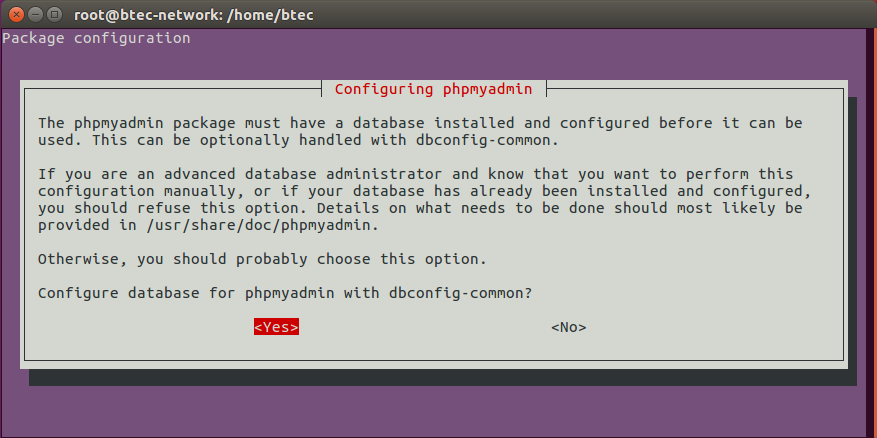 root@btec-network: /home/btec
Package configuration
Configuring phpmyadmin
The phpmyadmin package must have a database installed and configured before it can be
used. This can be optionally handled with dbconfig-common.
If you are an advanced database administrator and know that you want to perform this
configuration manually, or if your database has already been installed and configured,
you should refuse this option. Details on what needs to be done should most likely be
provided in /usr/share/doc/phpmyadmin.
Otherwise, you should probably choose this option.
Configure database for phpmyadmin with dbconfig-common?
<Yes> <No>